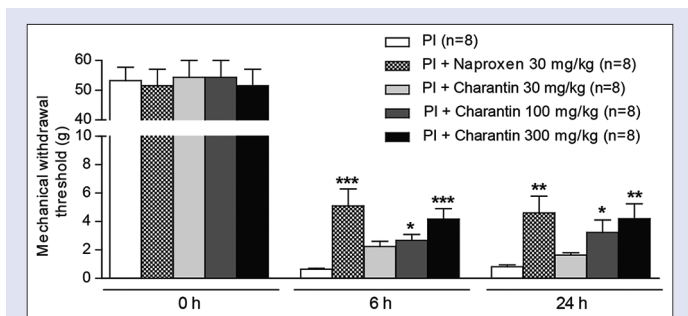 60
50
40
10
8
6
4
2
0
Mechanical withdrawal
threshold (g)
PI (n=8)
PI + Naproxen 30 mg/kg (n=8)
PI + Charantin 30 mg/kg (n=8)
PI + Charantin 100 mg/kg (n=8)
PI + Charantin 300 mg/kg (n=8)
*** * ***
** * **
0 h
6 h
24 h